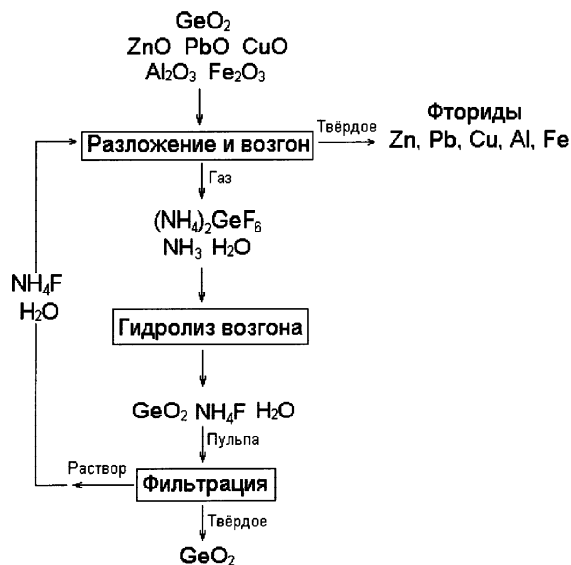 GeO₂
ZnO PbO CuO
Al₂O₃ Fe₂O₃
Разложение и возгон
Твёрдое
Фториды
Zn, Pb, Cu, Al, Fe
Газ
(NH₄)₂GeF₆
NH₃ H₂O
NH₄F
H₂O
Гидролиз возгона
GeO₂ NH₄F H₂O
Пульпа
Раствор
Фильтрация
Твёрдое
GeO₂